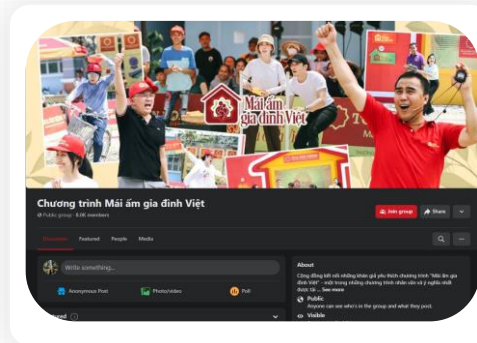 Mái ấm
gia đình Việt
Chương trình Mái ấm gia đình Việt
Public group · 8.0K members
Join group
Share
Discussion
Featured
People
Media
Write something...
Anonymous Post
Photo/video
Poll
About
Cộng đồng kết nối những khán giả yêu thích chương trình "Mái ấm gia
đình Việt" - một trong những chương trình nhân văn và ý nghĩa nhất
được tài ... See more
Public
Anyone can see who's in the group and what they post.
Visible